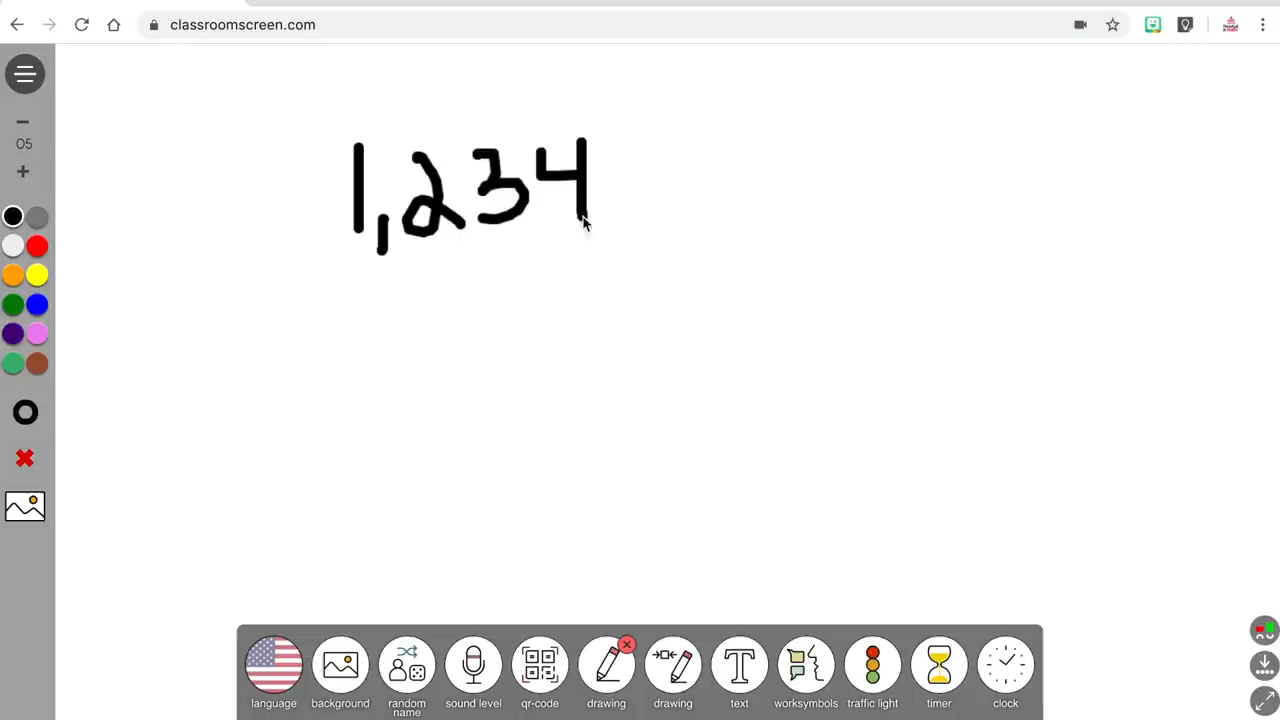 classroomscreen.com
05
1,234
language
background
random
name
sound level
qr-code
drawing
drawing
text
worksymbols
traffic light
timer
clock